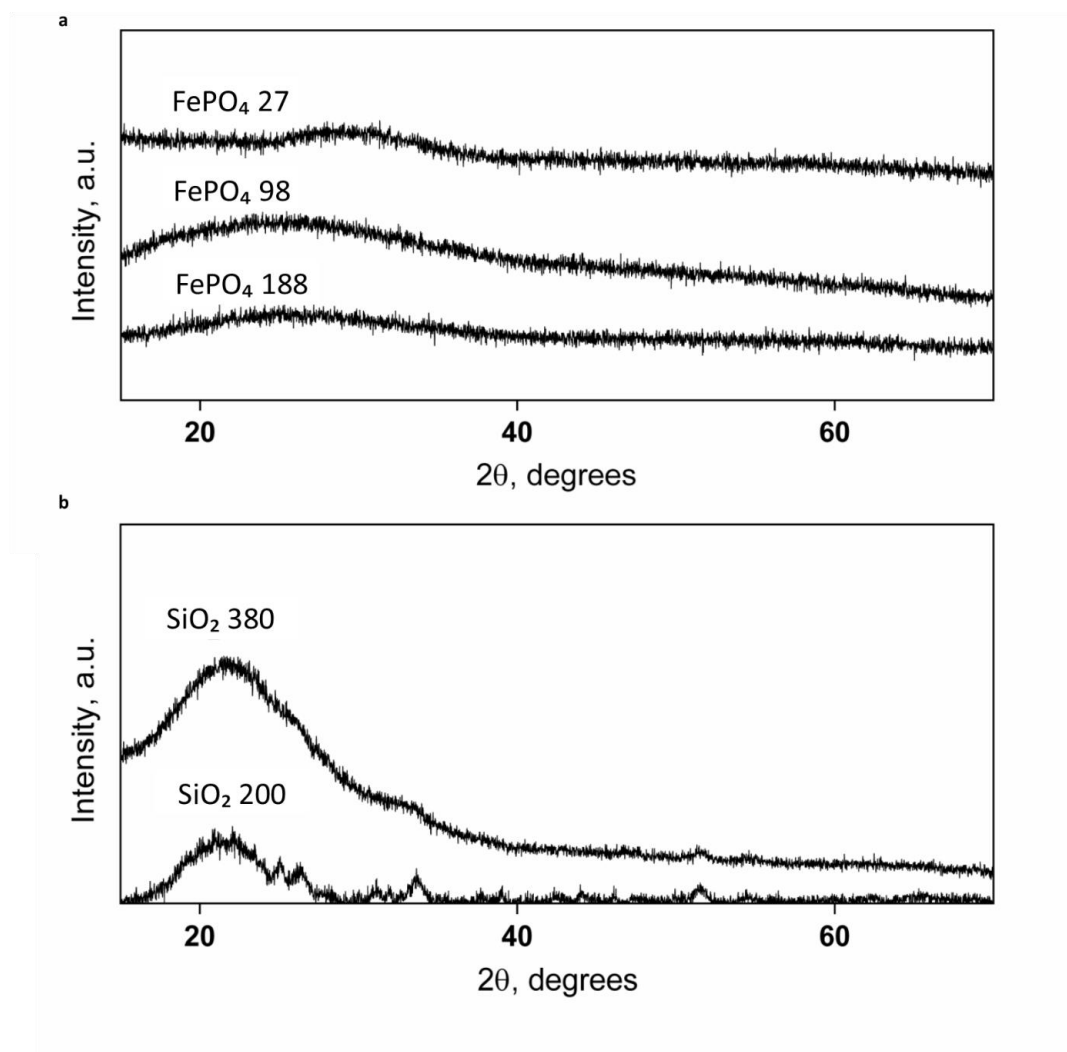 a
FePO₄ 27
FePO₄ 98
FePO₄ 188
Intensity, a.u.
20 40 60
2θ, degrees
b
SiO₂ 380
SiO₂ 200
Intensity, a.u.
20 40 60
2θ, degrees